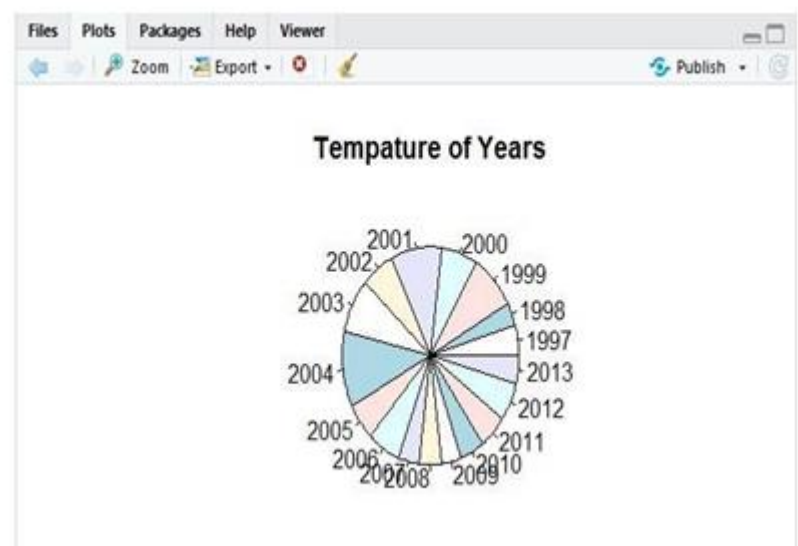 Files Plots Packages Help Viewer
Zoom Export Publish
Tempature of Years
2001 2000
2002 1999
2003 1998
1997
2004 2013
2012
2005 2011
2006 2010
2007 2008 2009